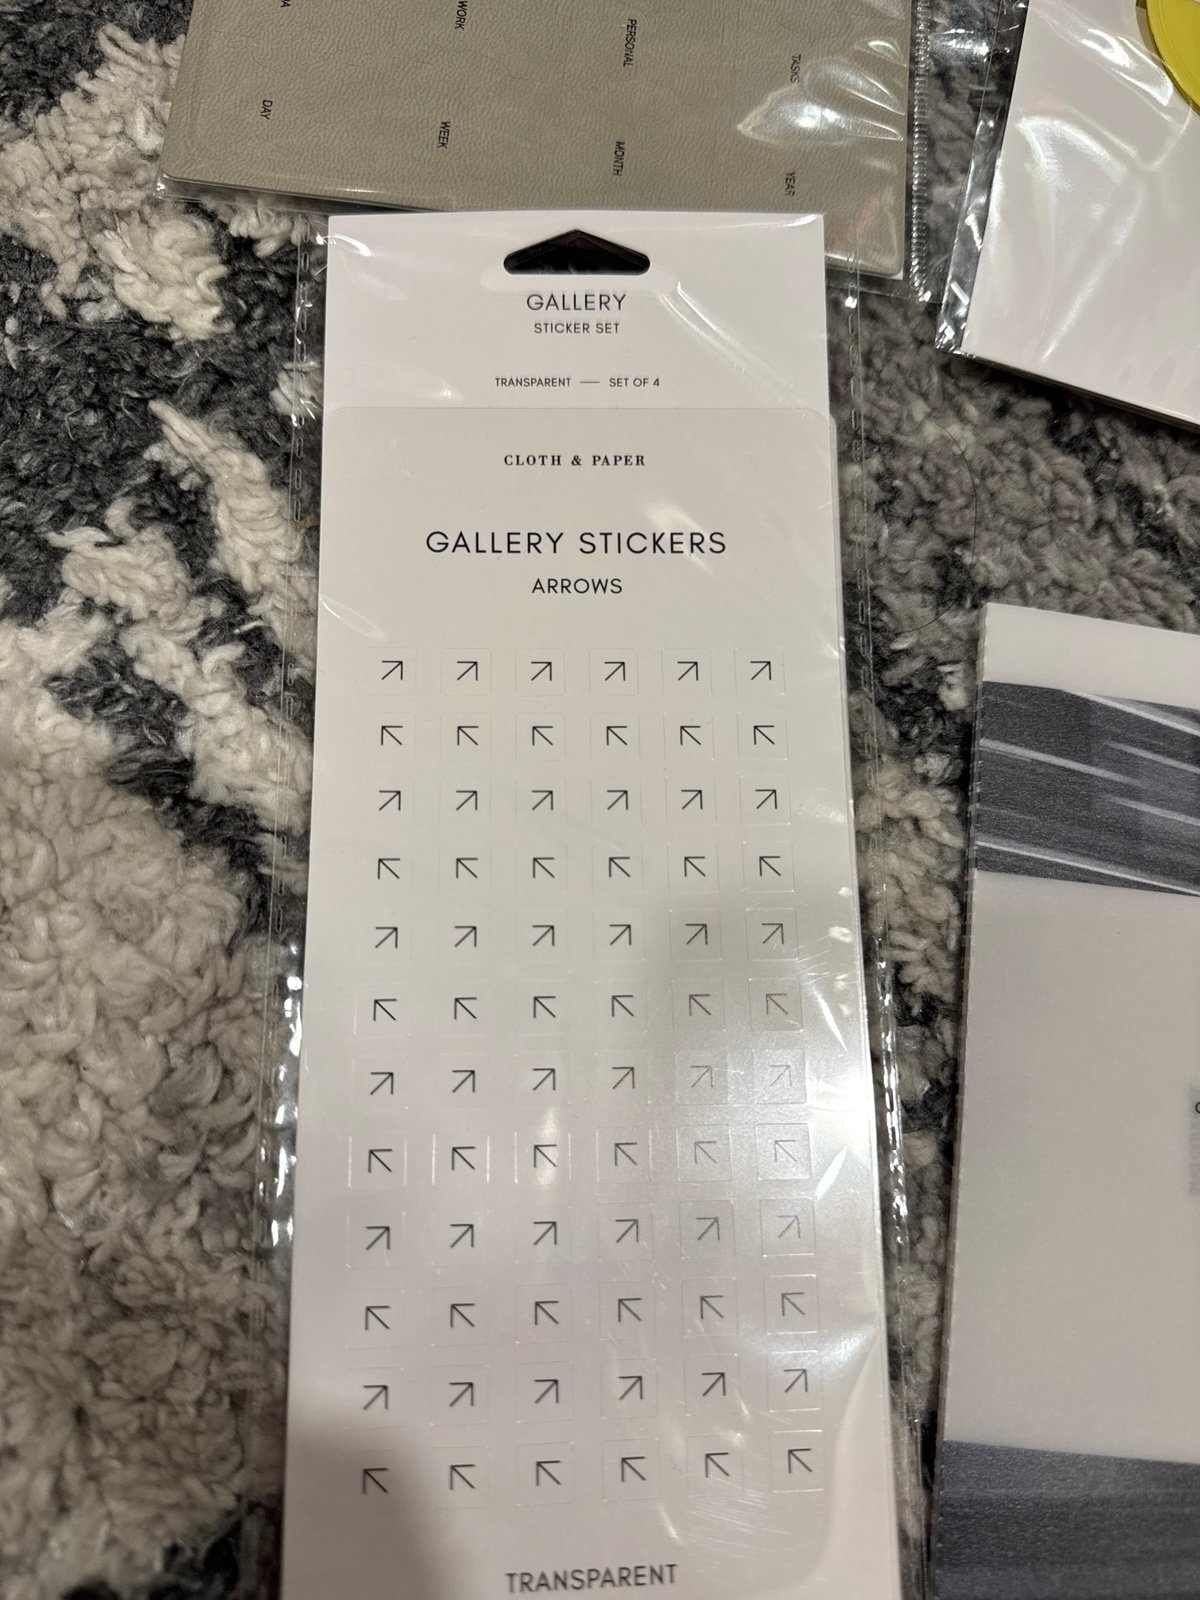 WORK
PERSONAL
TASKS
DAY
WEEK
MONTH
YEAR
GALLERY
STICKER SET
TRANSPARENT — SET OF 4
CLOTH & PAPER
GALLERY STICKERS
ARROWS
TRANSPARENT